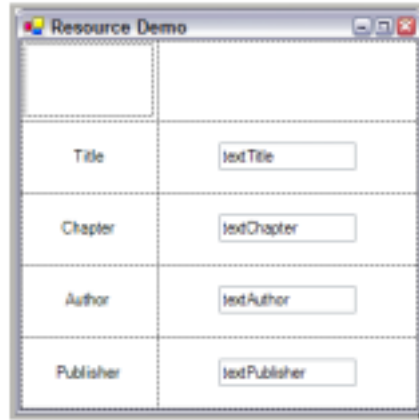 Resource Demo
Title textTitle
Chapter textChapter
Author textAuthor
Publisher textPublisher